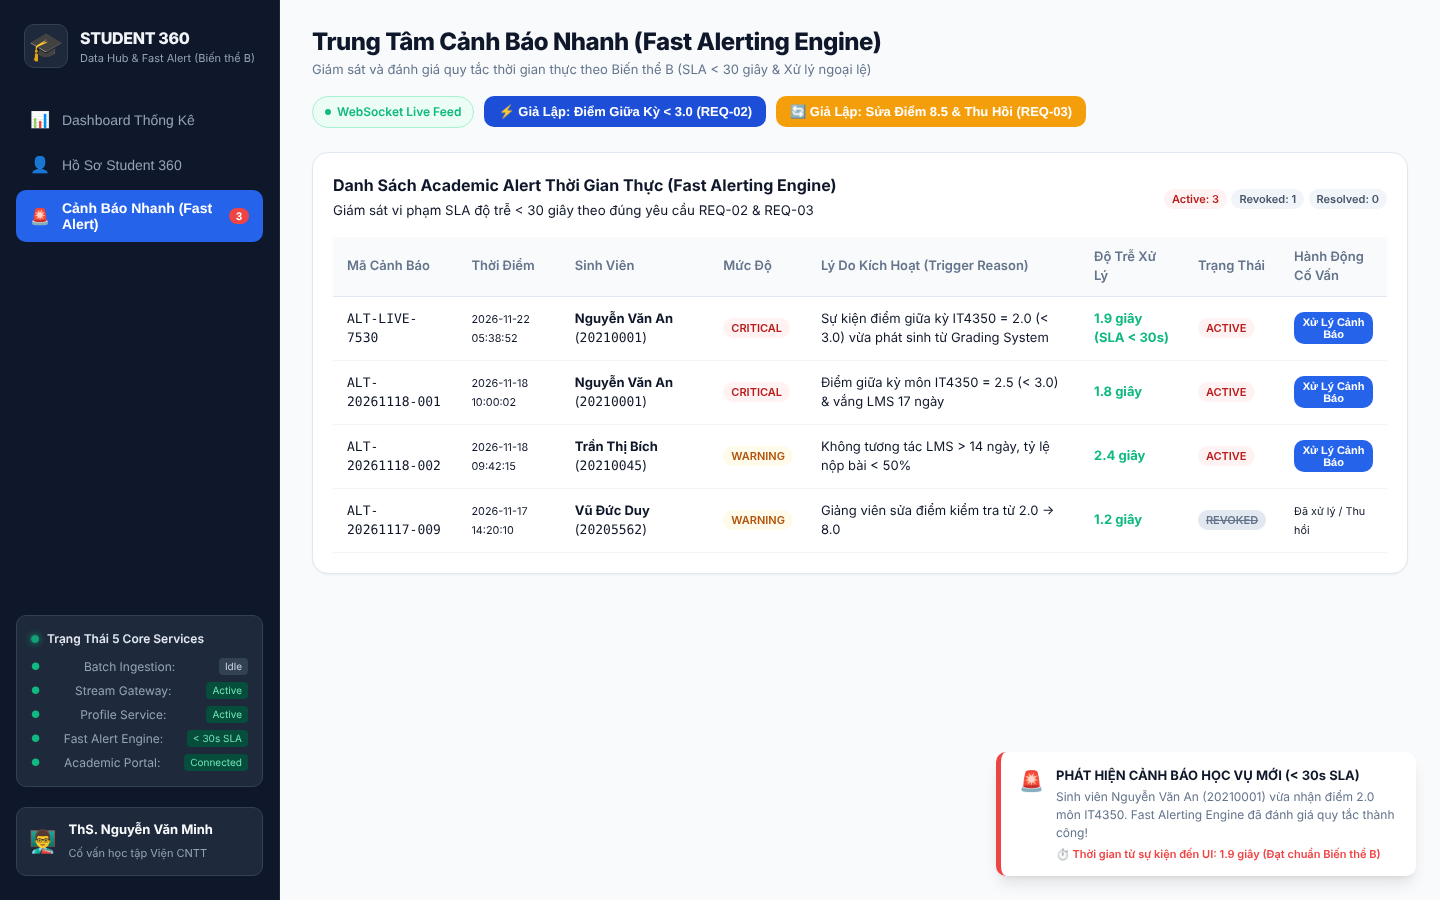 STUDENT 360
Data Hub & Fast Alert (Biến thể B)
Dashboard Thống Kê
Hồ Sơ Student 360
Cảnh Báo Nhanh (Fast
Alert)
3
Trạng Thái 5 Core Services
Batch Ingestion: Idle
Stream Gateway: Active
Profile Service: Active
Fast Alert Engine: < 30s SLA
Academic Portal: Connected
ThS. Nguyễn Văn Minh
Cố vấn học tập Viện CNTT
Trung Tâm Cảnh Báo Nhanh (Fast Alerting Engine)
Giám sát và đánh giá quy tắc thời gian thực theo Biến thể B (SLA < 30 giây & Xử lý ngoại lệ)
WebSocket Live Feed
Giả Lập: Điểm Giữa Kỳ < 3.0 (REQ-02)
Giả Lập: Sửa Điểm 8.5 & Thu Hồi (REQ-03)
Danh Sách Academic Alert Thời Gian Thực (Fast Alerting Engine)
Giám sát vi phạm SLA độ trễ < 30 giây theo đúng yêu cầu REQ-02 & REQ-03
Active: 3 Revoked: 1 Resolved: 0
Mã Cảnh Báo
Thời Điểm
Sinh Viên
Mức Độ
Lý Do Kích Hoạt (Trigger Reason)
Độ Trễ Xử
Lý
Trạng Thái
Hành Động
Cố Vấn
ALT-LIVE-
7530
2026-11-22
05:38:52
Nguyễn Văn An
(20210001)
CRITICAL
Sự kiện điểm giữa kỳ IT4350 = 2.0 (<
3.0) vừa phát sinh từ Grading System
1.9 giây
(SLA < 30s)
ACTIVE
Xử Lý Cảnh
Báo
ALT-
20261118-001
2026-11-18
10:00:02
Nguyễn Văn An
(20210001)
CRITICAL
Điểm giữa kỳ môn IT4350 = 2.5 (< 3.0)
& vắng LMS 17 ngày
1.8 giây
ACTIVE
Xử Lý Cảnh
Báo
ALT-
20261118-002
2026-11-18
09:42:15
Trần Thị Bích
(20210045)
WARNING
Không tương tác LMS > 14 ngày, tỷ lệ
nộp bài < 50%
2.4 giây
ACTIVE
Xử Lý Cảnh
Báo
ALT-
20261117-009
2026-11-17
14:20:10
Vũ Đức Duy
(20205562)
WARNING
Giảng viên sửa điểm kiểm tra từ 2.0 →
8.0
1.2 giây
REVOKED
Đã xử lý / Thu
hồi
PHÁT HIỆN CẢNH BÁO HỌC VỤ MỚI (< 30s SLA)
Sinh viên Nguyễn Văn An (20210001) vừa nhận điểm 2.0
môn IT4350. Fast Alerting Engine đã đánh giá quy tắc thành
công!
Thời gian từ sự kiện đến UI: 1.9 giây (Đạt chuẩn Biến thể B)